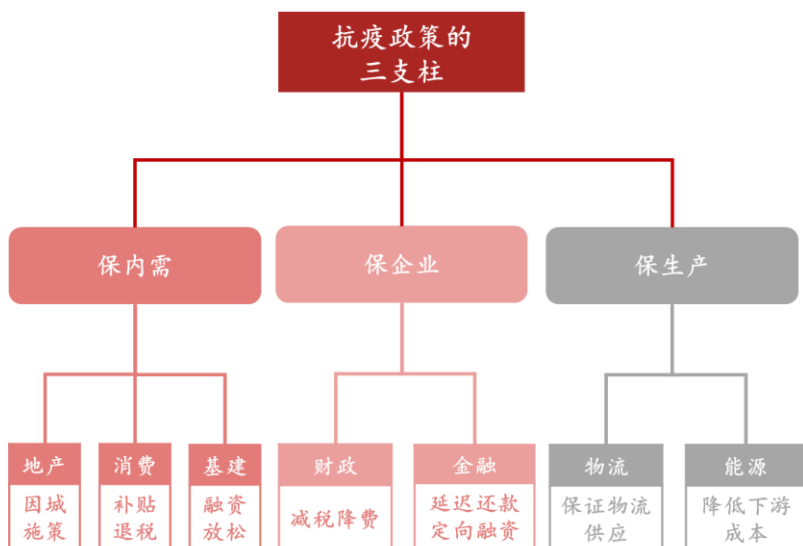 抗疫政策的
三支柱
保内需
保企业
保生产
地产
消费
基建
财政
金融
物流
能源
因城
施策
补贴
退税
融资
放松
减税降费
延迟还款
定向融资
保证物流
供应
降低下游
成本